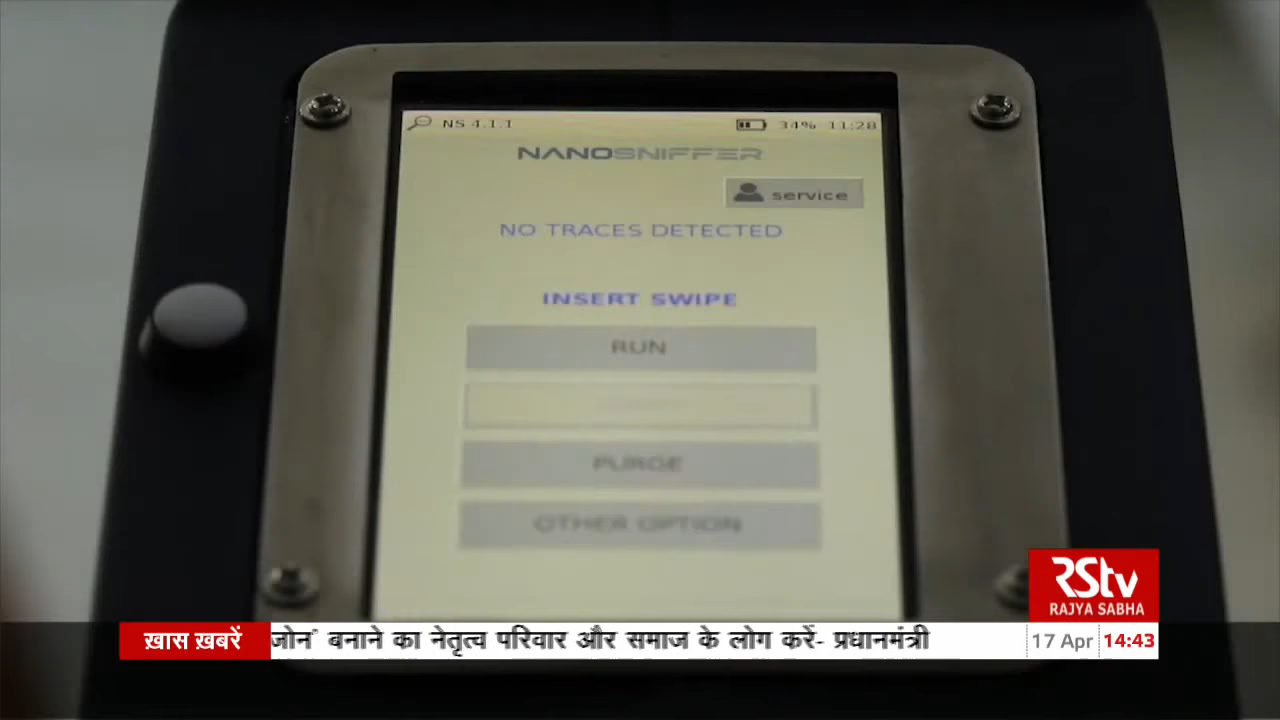 NS 4.1.1
34% 11:28
NANOSNIFFER
service
NO TRACES DETECTED
INSERT SWIPE
RUN
PURGE
OTHER OPTION
RStv
RAJYA SABHA
ख़ास ख़बरें
जोन' बनाने का नेतृत्व परिवार और समाज के लोग करें- प्रधानमंत्री
17 Apr
14:43